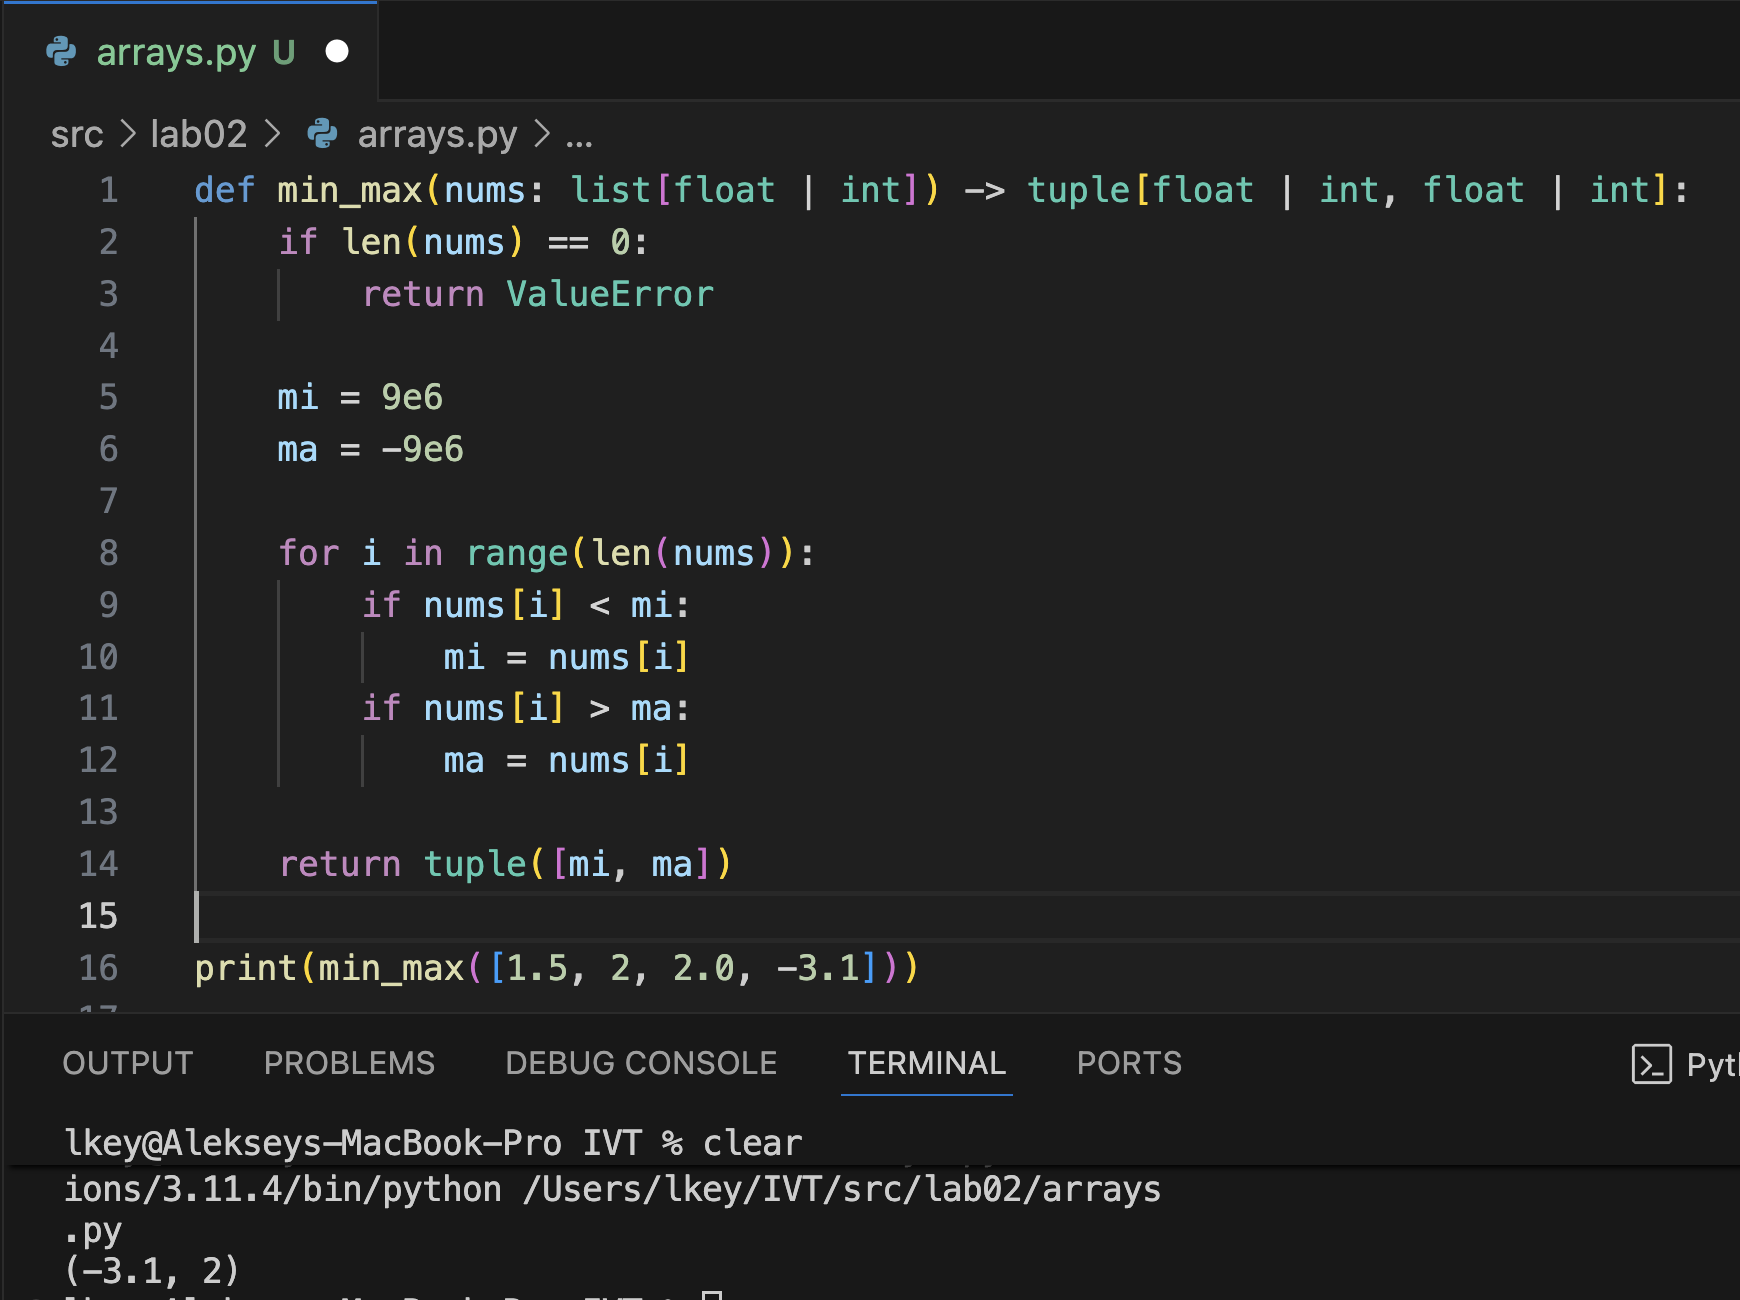 arrays.py U
src > lab02 > arrays.py > ...
1 def min_max(nums: list[float | int]) -> tuple[float | int, float | int]:
2     if len(nums) == 0:
3         return ValueError
4
5     mi = 9e6
6     ma = -9e6
7
8     for i in range(len(nums)):
9         if nums[i] < mi:
10             mi = nums[i]
11         if nums[i] > ma:
12             ma = nums[i]
13
14     return tuple([mi, ma])
15
16 print(min_max([1.5, 2, 2.0, -3.1]))
17
OUTPUT PROBLEMS DEBUG CONSOLE TERMINAL PORTS
lkey@Alekseys-MacBook-Pro IVT % clear
ions/3.11.4/bin/python /Users/lkey/IVT/src/lab02/arrays
.py
(-3.1, 2)